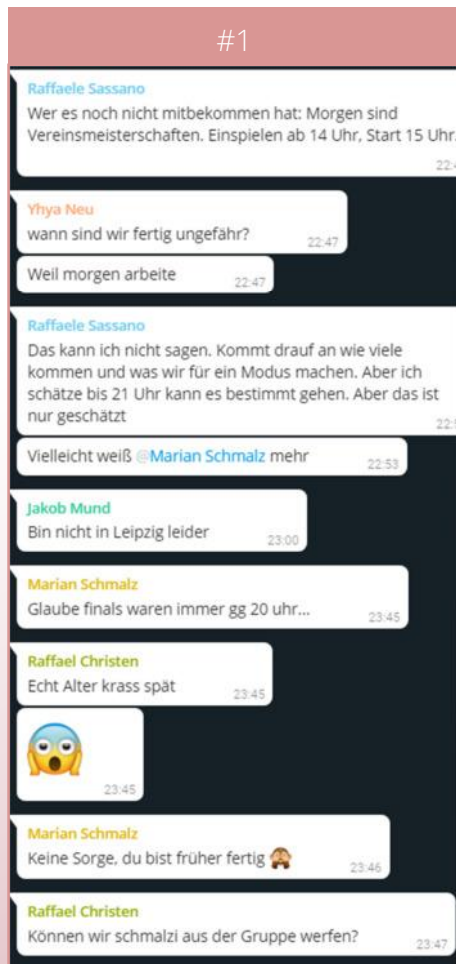 #1
Raffaele Sassano
Wer es noch nicht mitbekommen hat: Morgen sind
Vereinsmeisterschaften. Einspielen ab 14 Uhr, Start 15 Uhr.
Yhya Neu
wann sind wir fertig ungefähr?
22:47
Weil morgen arbeite
22:47
Raffaele Sassano
Das kann ich nicht sagen. Kommt drauf an wie viele
kommen und was wir für ein Modus machen. Aber ich
schätze bis 21 Uhr kann es bestimmt gehen. Aber das ist
nur geschätzt
Vielleicht weiß @Marian Schmalz mehr
22:53
Jakob Mund
Bin nicht in Leipzig leider
23:00
Marian Schmalz
Glaube finals waren immer gg 20 uhr...
23:45
Raffael Christen
Echt Alter krass spät
23:45
23:45
Marian Schmalz
Keine Sorge, du bist früher fertig 🙈
23:46
Raffael Christen
Können wir schmalzi aus der Gruppe werfen?
23:47